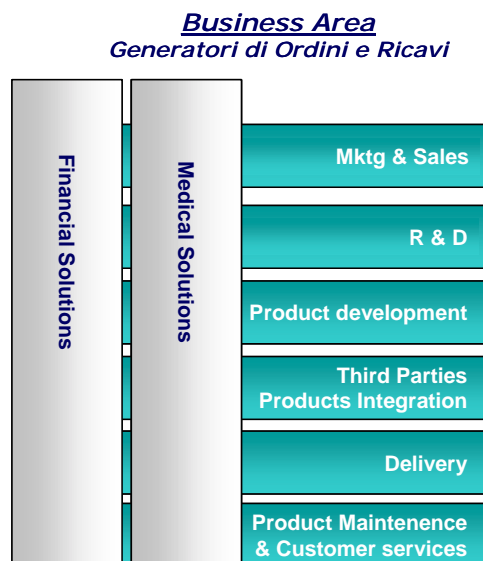 Business Area
Generatori di Ordini e Ricavi
Financial Solutions
Medical Solutions
Mktg & Sales
R & D
Product development
Third Parties
Products Integration
Delivery
Product Maintenence
& Customer services